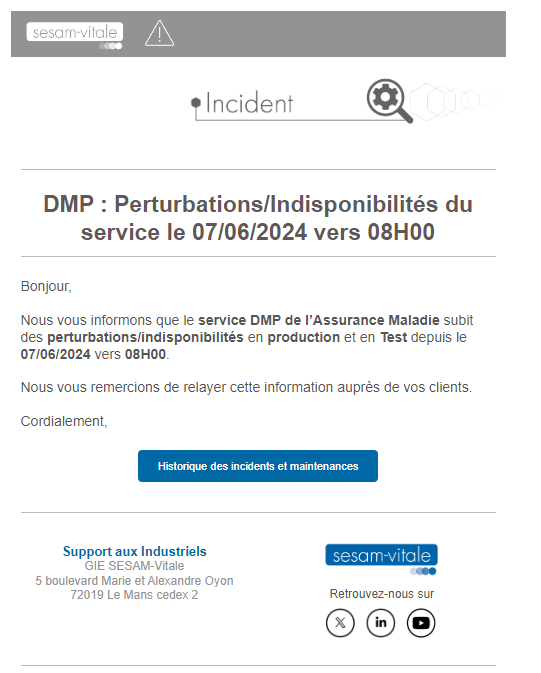 sesam-vitale
Incident
DMP : Perturbations/Indisponibilités du
service le 07/06/2024 vers 08H00
Bonjour,
Nous vous informons que le service DMP de l’Assurance Maladie subit
des perturbations/indisponibilités en production et en Test depuis le
07/06/2024 vers 08H00.
Nous vous remercions de relayer cette information auprès de vos clients.
Cordialement,
Historique des incidents et maintenances
Support aux Industriels
GIE SESAM-Vitale
5 boulevard Marie et Alexandre Oyon
72019 Le Mans cedex 2
sesam-vitale
Retrouvez-nous sur